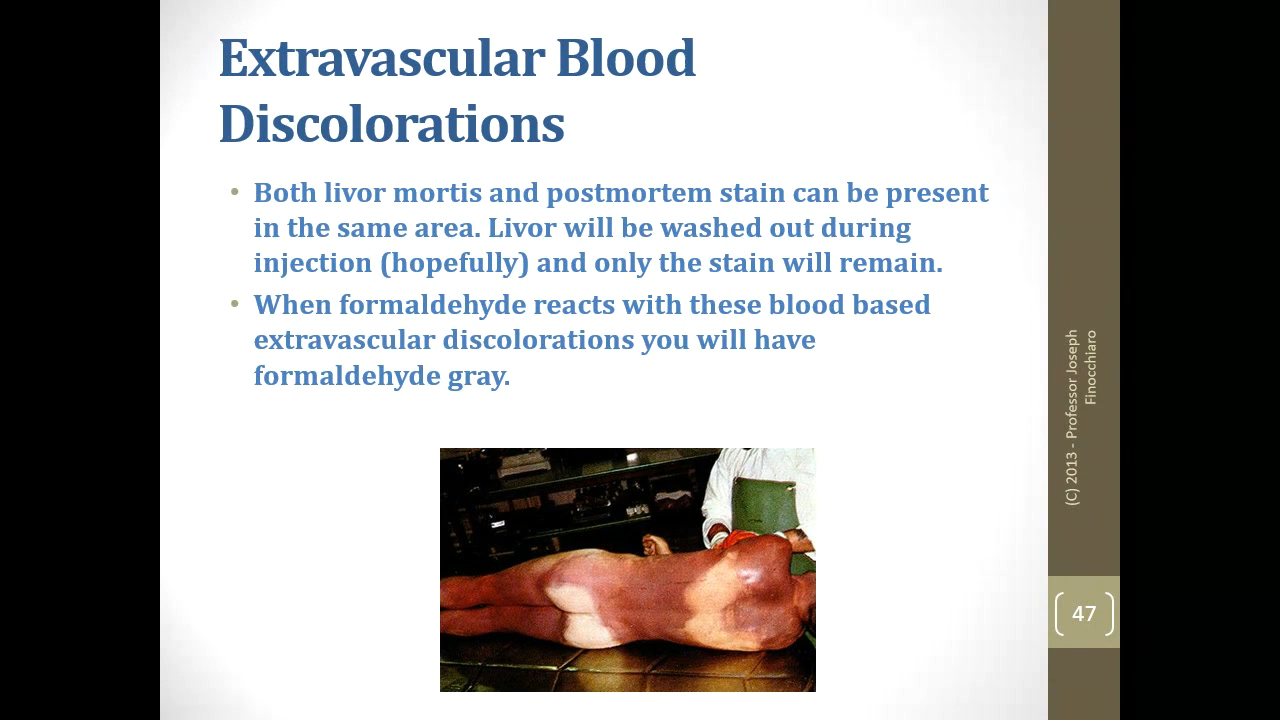 Extravascular Blood
Discolorations
• Both livor mortis and postmortem stain can be present
in the same area. Livor will be washed out during
injection (hopefully) and only the stain will remain.
• When formaldehyde reacts with these blood based
extravascular discolorations you will have
formaldehyde gray.
(C) 2013 - Professor Joseph
Finocchiaro
47